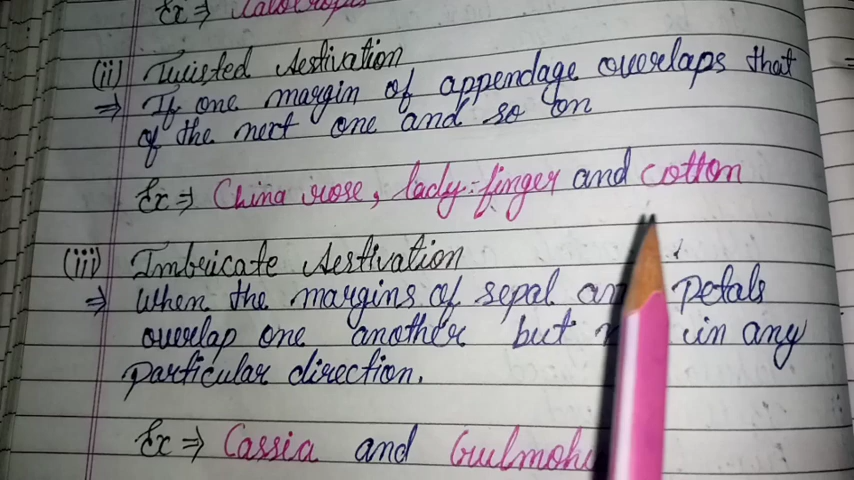 Ex ⇒
(ii) Twisted Aestivation
⇒ If one margin of appendage overlaps that
of the next one and so on
Ex ⇒ China rose, lady-finger and cotton
(iii) Imbricate Aestivation
⇒ When the margins of sepal Petals
overlap one another but in any
particular direction.
Ex ⇒ Cassia and